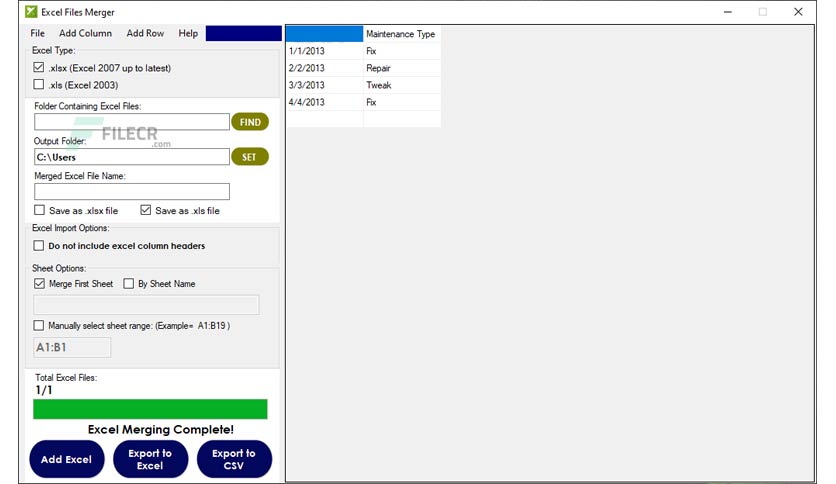 Excel Files Merger
File Add Column Add Row Help
Excel Type:
.xlsx (Excel 2007 up to latest)
.xls (Excel 2003)
Folder Containing Excel Files:
FIND
FILECR
.com
Output Folder:
C:\Users
SET
Merged Excel File Name:
Save as .xlsx file Save as .xls file
Excel Import Options:
Do not include excel column headers
Sheet Options:
Merge First Sheet By Sheet Name
Manually select sheet range: (Example= A1:B19 )
A1:B1
Total Excel Files:
1/1
Excel Merging Complete!
Add Excel
Export to
Excel
Export to
CSV
Maintenance Type
1/1/2013 Fix
2/2/2013 Repair
3/3/2013 Tweak
4/4/2013 Fix